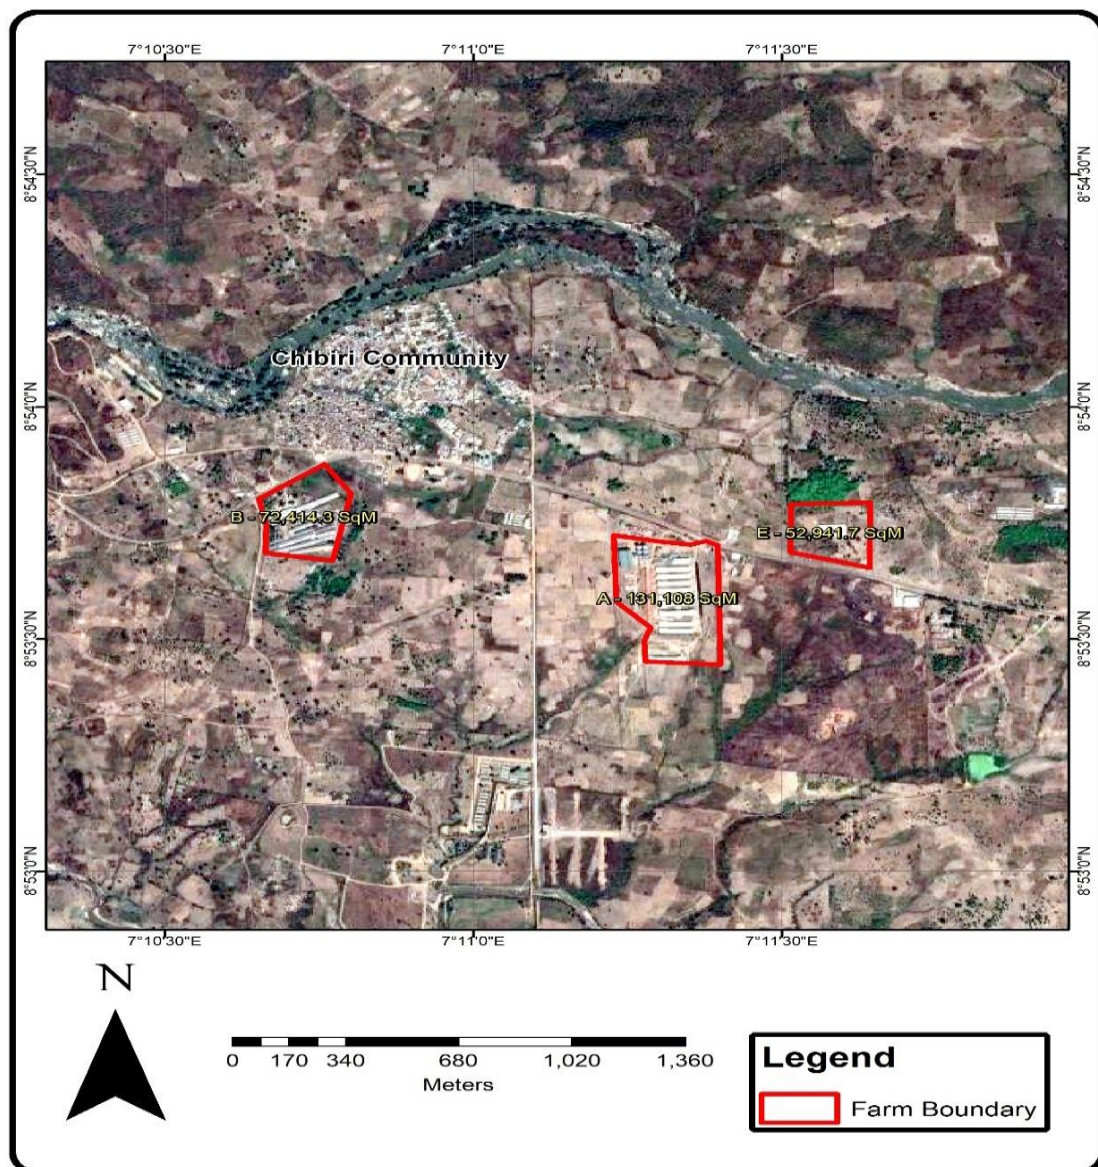 7°10'30"E 7°11'0"E 7°11'30"E
8°54'30"N 8°54'30"N
Chibiri Community
8°54'0"N 8°54'0"N
B - 72,414.3 SqM
E - 52,941.7 SqM
A - 131,103 SqM
8°53'30"N 8°53'30"N
8°53'0"N 8°53'0"N
7°10'30"E 7°11'0"E 7°11'30"E
N
0 170 340 680 1,020 1,360
Meters
Legend
Farm Boundary